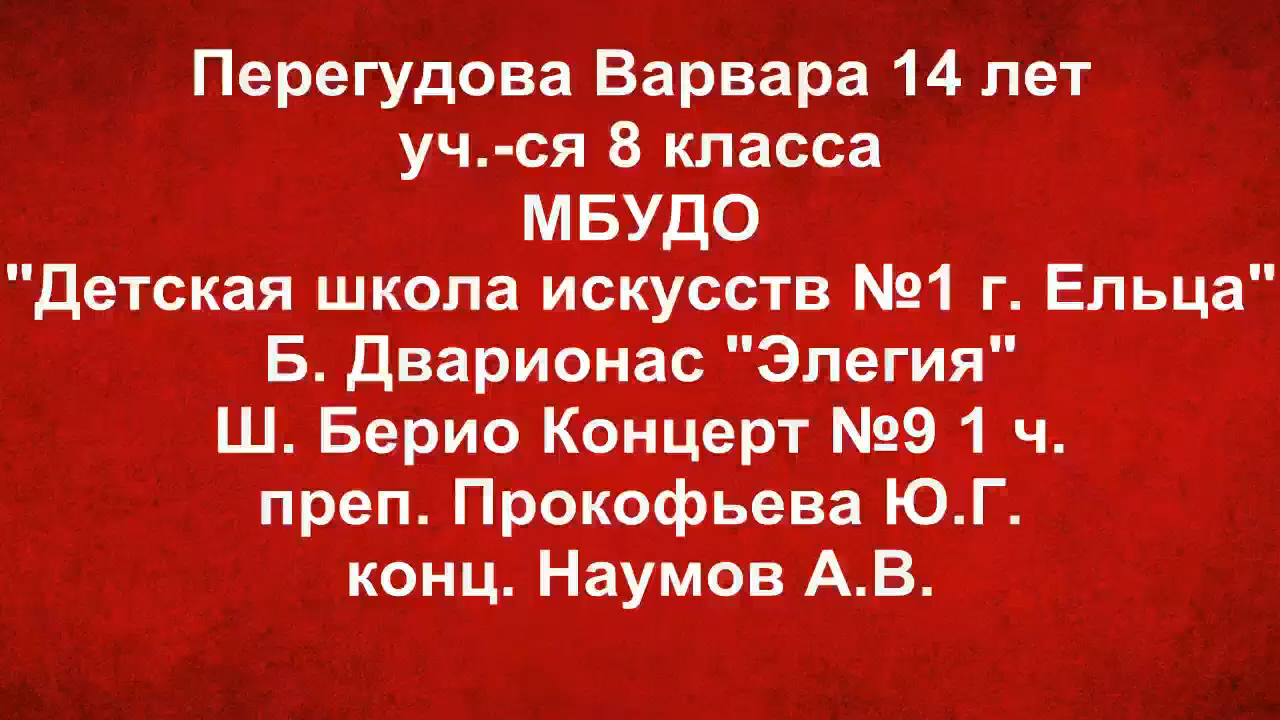 Перегудова Варвара 14 лет
уч.-ся 8 класса
МБУДО
"Детская школа искусств №1 г. Ельца"
Б. Дварионас "Элегия"
Ш. Берио Концерт №9 1 ч.
преп. Прокофьева Ю.Г.
конц. Наумов А.В.